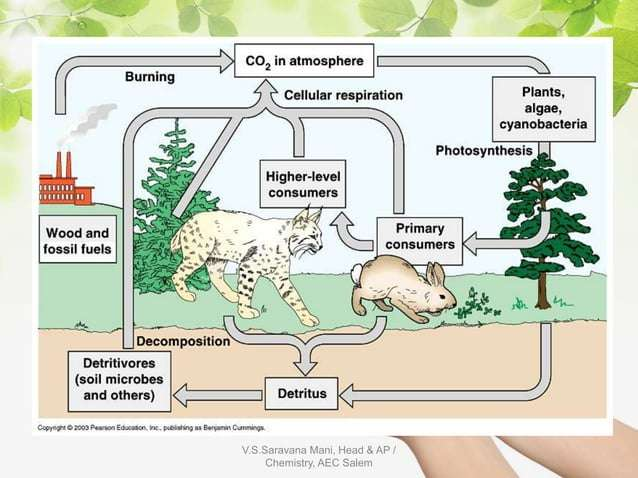 CO2 in atmosphere
Burning
Cellular respiration
Plants,
algae,
cyanobacteria
Photosynthesis
Higher-level
consumers
Primary
consumers
Wood and
fossil fuels
Decomposition
Detritivores
(soil microbes
and others)
Detritus
Copyright © 2003 Pearson Education, Inc., publishing as Benjamin Cummings.
V.S.Saravana Mani, Head & AP /
Chemistry, AEC Salem